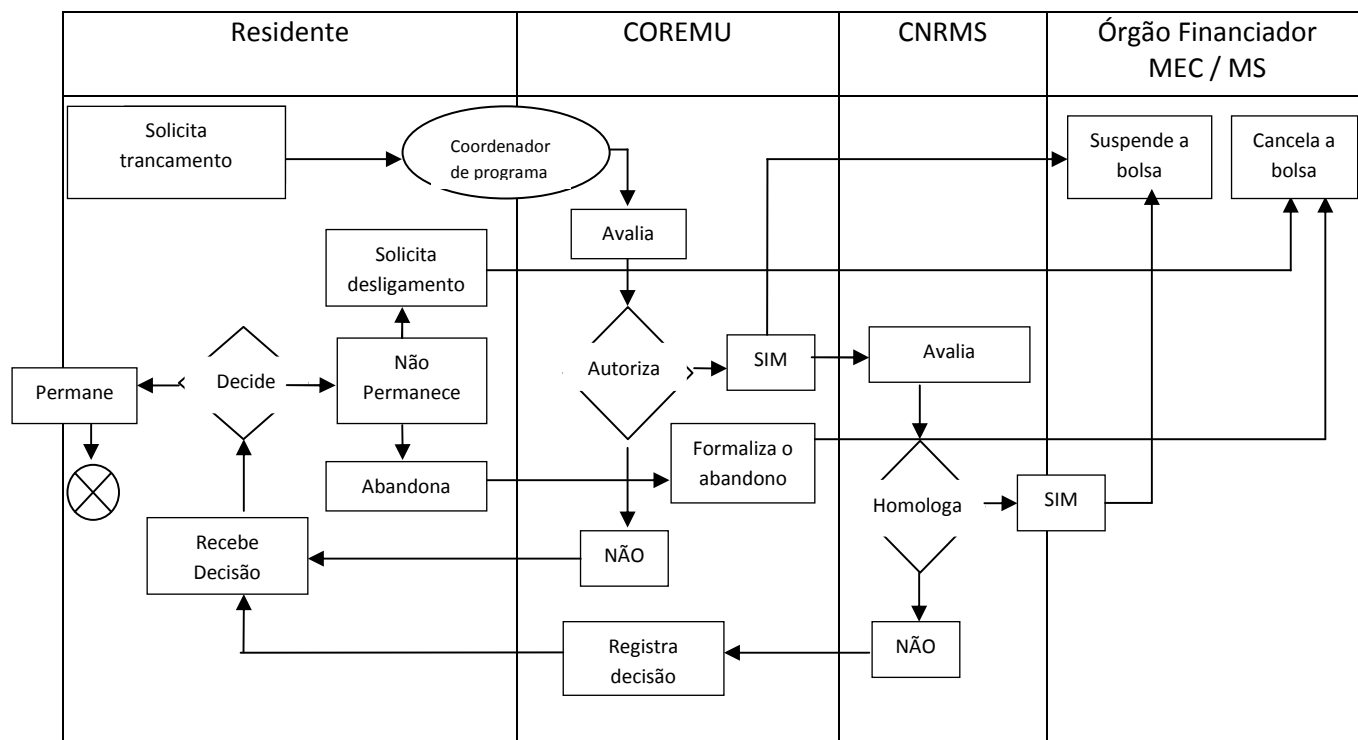 Residente
COREMU
CNRMS
Órgão Financiador
MEC / MS
Solicita
trancamento
Coordenador
de programa
Suspende a
bolsa
Cancela a
bolsa
Avalia
Solicita
desligamento
Permane
Decide
Não
Permanece
Autoriza
SIM
Avalia
Abandona
Formaliza o
abandono
Homologa
SIM
Recebe
Decisão
NÃO
Registra
decisão
NÃO